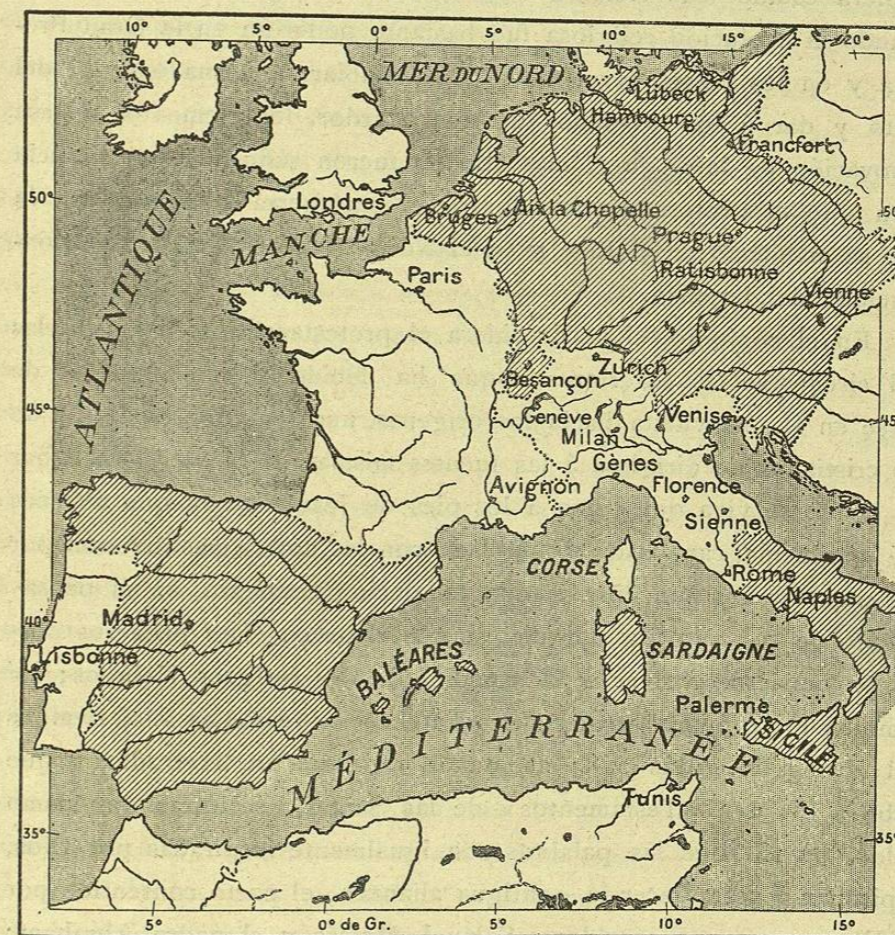 10° 5° 0° 5° 10° 15° 20°
MER DU NORD
Lübeck
Hambourg
Francfort
50°
Londres
Bruges
Aix la Chapelle
50
MANCHE
Prague
Paris
Ratisbonne
Vienne
ATLANTIQUE
Besançon
Zurich
45°
Genève
Venise
45
Milan
Gènes
Avignon
Florence
Sienne
CORSE
Rome
40°
Madrid
Naples
Lisbonne
BALÉARES
SARDAIGNE
Palerme
SICILE
MÉDITERRANÉE
Tunis
35°
35°
5° 0° de Gr. 5° 10° 15°